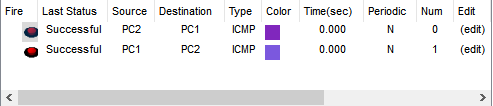 Fire Last Status Source Destination Type Color Time(sec) Periodic Num Edit
Successful PC2 PC1 ICMP 0.000 N 0 (edit)
Successful PC1 PC2 ICMP 0.000 N 1 (edit)